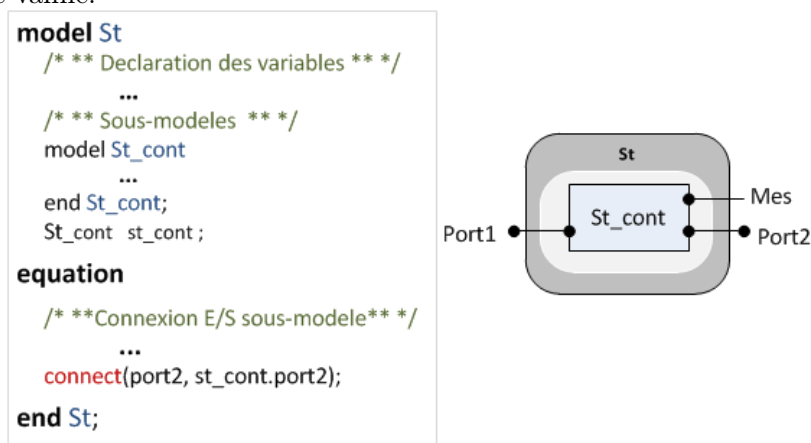 model St
/* ** Declaration des variables ** */
...
/* ** Sous-modeles ** */
model St_cont
...
end St_cont;
St_cont st_cont ;
equation
/* **Connexion E/S sous-modele** */
...
connect(port2, st_cont.port2);
end St;
St
St_cont
Mes
Port1
Port2